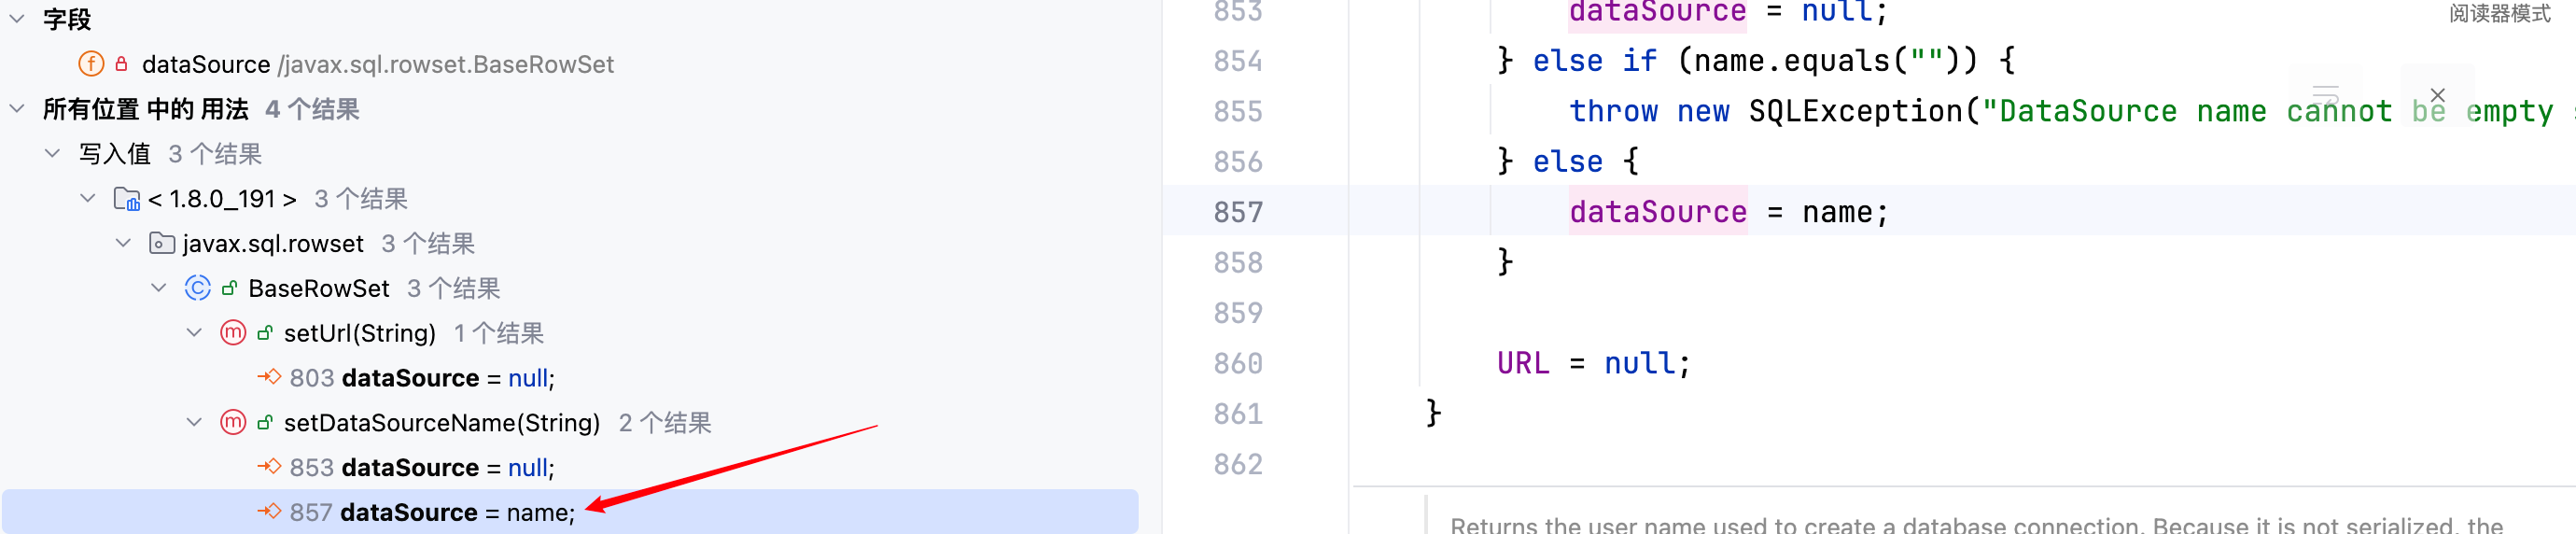 字段
dataSource /javax.sql.rowset.BaseRowSet
所有位置 中的 用法 4 个结果
写入值 3 个结果
< 1.8.0_191 > 3 个结果
javax.sql.rowset 3 个结果
BaseRowSet 3 个结果
setUrl(String) 1 个结果
803 dataSource = null;
setDataSourceName(String) 2 个结果
853 dataSource = null;
857 dataSource = name;
阅读器模式
853 dataSource = null;
854 } else if (name.equals("")) {
855 throw new SQLException("DataSource name cannot be empty
856 } else {
857 dataSource = name;
858 }
859
860 URL = null;
861 }
862
Returns the user name used to create a database connection. Because it is not serialized, the